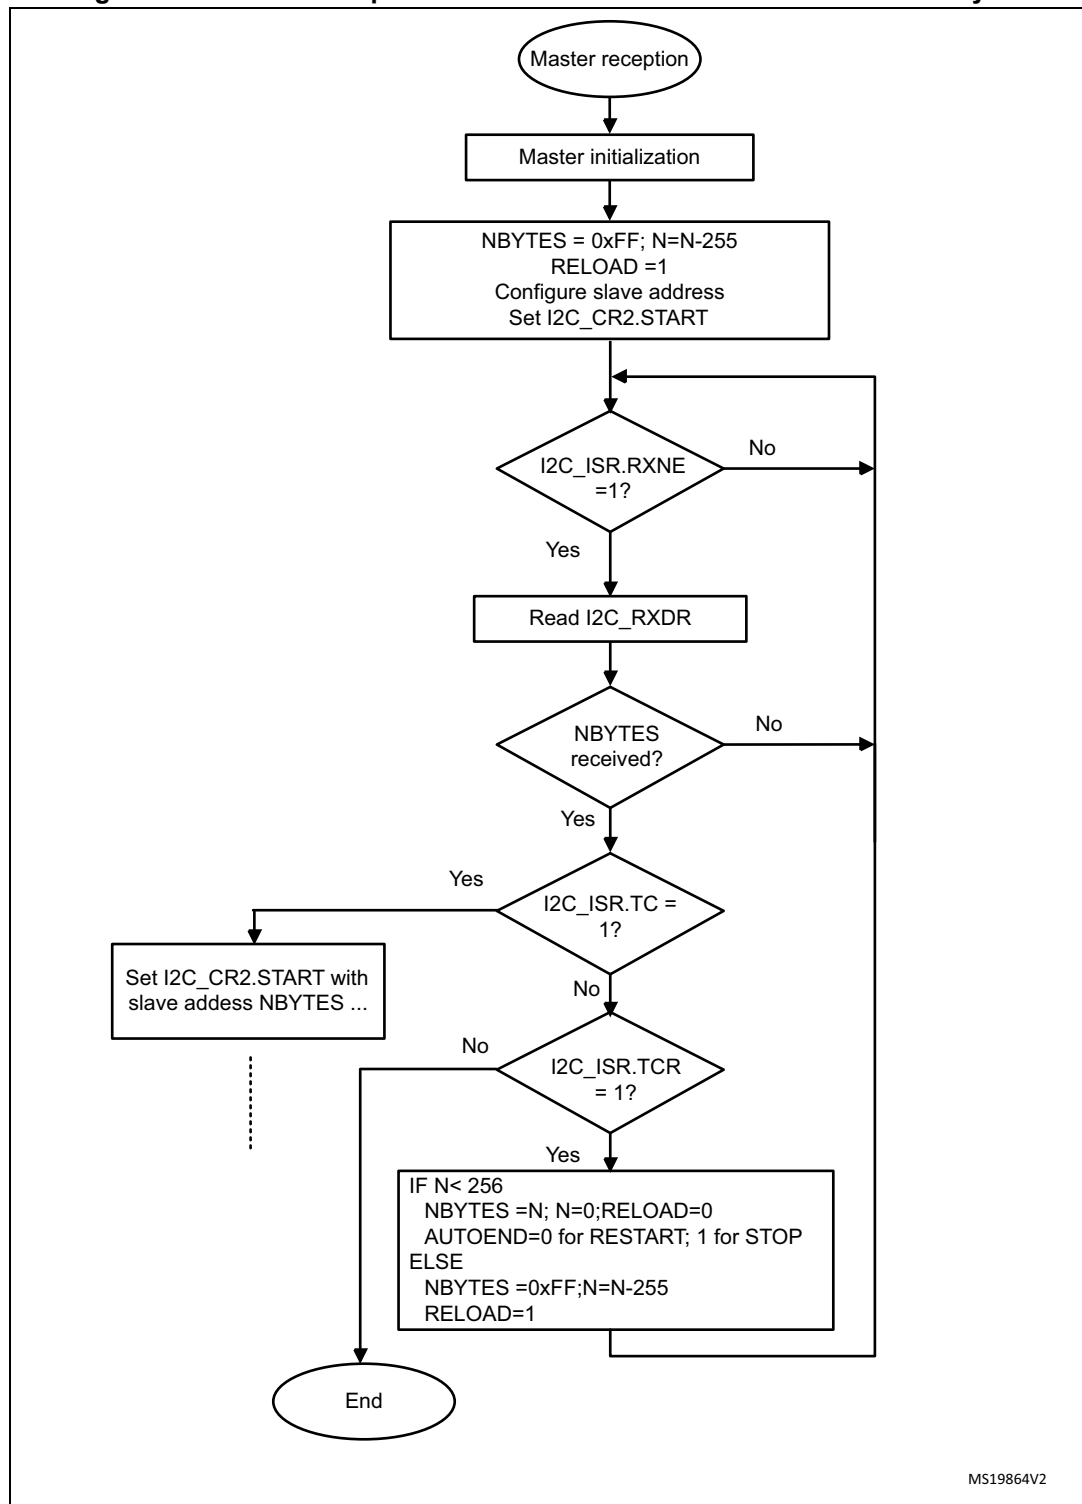 Master reception
Master initialization
NBYTES = 0xFF; N=N-255
RELOAD =1
Configure slave address
Set I2C_CR2.START
I2C_ISR.RXNE
=1?
No
Yes
Read I2C_RXDR
NBYTES
received?
No
Yes
I2C_ISR.TC =
1?
Yes
Set I2C_CR2.START with
slave addess NBYTES ...
No
I2C_ISR.TCR
= 1?
No
Yes
IF N< 256
NBYTES =N; N=0;RELOAD=0
AUTOEND=0 for RESTART; 1 for STOP
ELSE
NBYTES =0xFF;N=N-255
RELOAD=1
End
MS19864V2